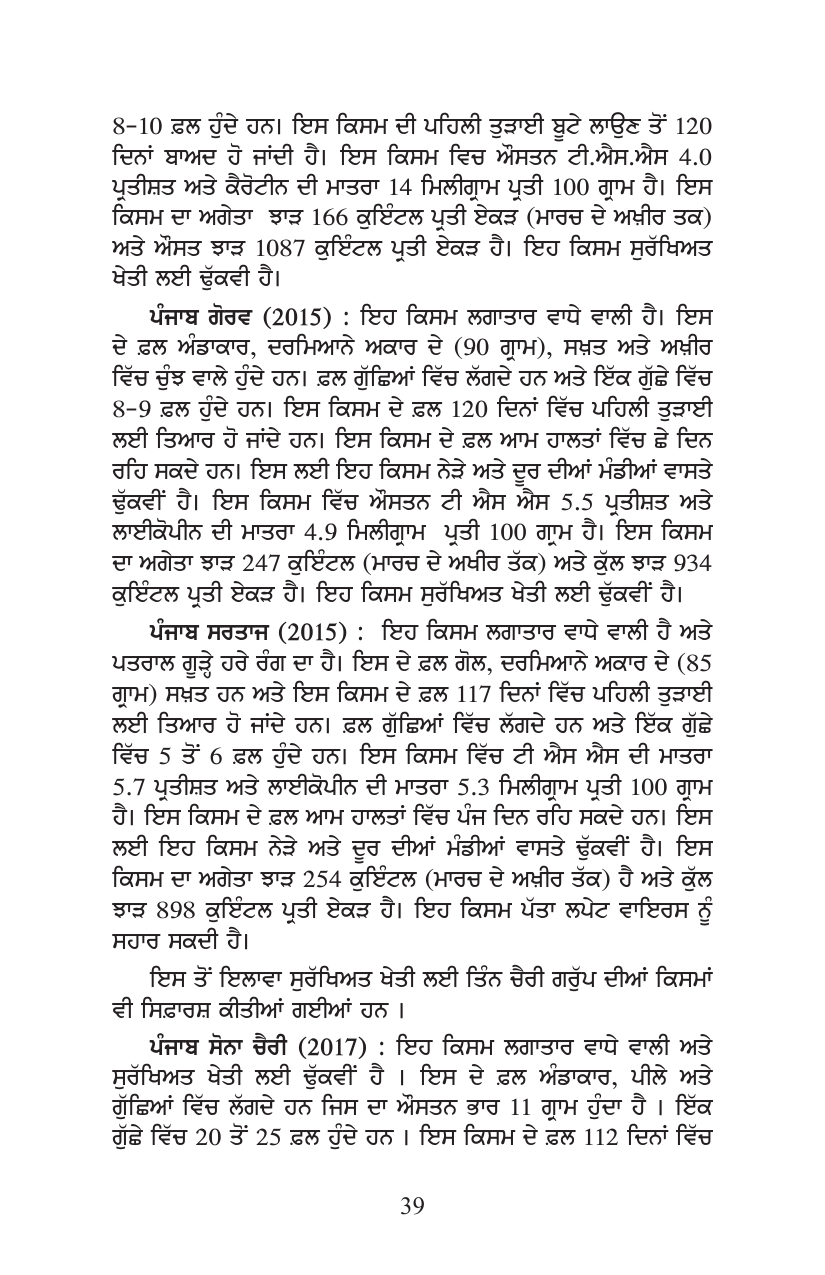 8-10 ਫ਼ਲ ਹੁੰਦੇ ਹਨ। ਇਸ ਕਿਸਮ ਦੀ ਪਹਿਲੀ ਤੁੜਾਈ ਬੂਟੇ ਲਾਉਣ ਤੋਂ 120
ਦਿਨਾਂ ਬਾਅਦ ਹੋ ਜਾਂਦੀ ਹੈ। ਇਸ ਕਿਸਮ ਵਿਚ ਔਸਤਨ ਟੀ.ਐਸ.ਐਸ 4.0
ਪ੍ਰਤੀਸ਼ਤ ਅਤੇ ਕੈਰੋਟੀਨ ਦੀ ਮਾਤਰਾ 14 ਮਿਲੀਗ੍ਰਾਮ ਪ੍ਰਤੀ 100 ਗ੍ਰਾਮ ਹੈ। ਇਸ
ਕਿਸਮ ਦਾ ਅਗੇਤਾ ਝਾੜ 166 ਕੁਇੰਟਲ ਪ੍ਰਤੀ ਏਕੜ (ਮਾਰਚ ਦੇ ਅਖ਼ੀਰ ਤਕ)
ਅਤੇ ਔਸਤ ਝਾੜ 1087 ਕੁਇੰਟਲ ਪ੍ਰਤੀ ਏਕੜ ਹੈ। ਇਹ ਕਿਸਮ ਸੁਰੱਖਿਅਤ
ਖੇਤੀ ਲਈ ਢੁੱਕਵੀ ਹੈ।
ਪੰਜਾਬ ਗੋਰਵ (2015) : ਇਹ ਕਿਸਮ ਲਗਾਤਾਰ ਵਾਧੇ ਵਾਲੀ ਹੈ। ਇਸ
ਦੇ ਫ਼ਲ ਅੰਡਾਕਾਰ, ਦਰਮਿਆਨੇ ਅਕਾਰ ਦੇ (90 ਗ੍ਰਾਮ), ਸਖ਼ਤ ਅਤੇ ਅਖ਼ੀਰ
ਵਿੱਚ ਚੁੰਝ ਵਾਲੇ ਹੁੰਦੇ ਹਨ। ਫ਼ਲ ਗੁੱਛਿਆਂ ਵਿੱਚ ਲੱਗਦੇ ਹਨ ਅਤੇ ਇੱਕ ਗੁੱਛੇ ਵਿੱਚ
8-9 ਫ਼ਲ ਹੁੰਦੇ ਹਨ। ਇਸ ਕਿਸਮ ਦੇ ਫ਼ਲ 120 ਦਿਨਾਂ ਵਿੱਚ ਪਹਿਲੀ ਤੁੜਾਈ
ਲਈ ਤਿਆਰ ਹੋ ਜਾਂਦੇ ਹਨ। ਇਸ ਕਿਸਮ ਦੇ ਫ਼ਲ ਆਮ ਹਾਲਤਾਂ ਵਿੱਚ ਛੇ ਦਿਨ
ਰਹਿ ਸਕਦੇ ਹਨ। ਇਸ ਲਈ ਇਹ ਕਿਸਮ ਨੇੜੇ ਅਤੇ ਦੂਰ ਦੀਆਂ ਮੰਡੀਆਂ ਵਾਸਤੇ
ਢੁੱਕਵੀਂ ਹੈ। ਇਸ ਕਿਸਮ ਵਿੱਚ ਔਸਤਨ ਟੀ ਐਸ ਐਸ 5.5 ਪ੍ਰਤੀਸ਼ਤ ਅਤੇ
ਲਾਈਕੋਪੀਨ ਦੀ ਮਾਤਰਾ 4.9 ਮਿਲੀਗ੍ਰਾਮ ਪ੍ਰਤੀ 100 ਗ੍ਰਾਮ ਹੈ। ਇਸ ਕਿਸਮ
ਦਾ ਅਗੇਤਾ ਝਾੜ 247 ਕੁਇੰਟਲ (ਮਾਰਚ ਦੇ ਅਖੀਰ ਤੱਕ) ਅਤੇ ਕੁੱਲ ਝਾੜ 934
ਕੁਇੰਟਲ ਪ੍ਰਤੀ ਏਕੜ ਹੈ। ਇਹ ਕਿਸਮ ਸੁਰੱਖਿਅਤ ਖੇਤੀ ਲਈ ਢੁੱਕਵੀਂ ਹੈ।
ਪੰਜਾਬ ਸਰਤਾਜ (2015) : ਇਹ ਕਿਸਮ ਲਗਾਤਾਰ ਵਾਧੇ ਵਾਲੀ ਹੈ ਅਤੇ
ਪਤਰਾਲ ਗੂੜ੍ਹੇ ਹਰੇ ਰੰਗ ਦਾ ਹੈ। ਇਸ ਦੇ ਫ਼ਲ ਗੋਲ, ਦਰਮਿਆਨੇ ਅਕਾਰ ਦੇ (85
ਗ੍ਰਾਮ) ਸਖ਼ਤ ਹਨ ਅਤੇ ਇਸ ਕਿਸਮ ਦੇ ਫ਼ਲ 117 ਦਿਨਾਂ ਵਿੱਚ ਪਹਿਲੀ ਤੁੜਾਈ
ਲਈ ਤਿਆਰ ਹੋ ਜਾਂਦੇ ਹਨ। ਫ਼ਲ ਗੁੱਛਿਆਂ ਵਿੱਚ ਲੱਗਦੇ ਹਨ ਅਤੇ ਇੱਕ ਗੁੱਛੇ
ਵਿੱਚ 5 ਤੋਂ 6 ਫ਼ਲ ਹੁੰਦੇ ਹਨ। ਇਸ ਕਿਸਮ ਵਿੱਚ ਟੀ ਐਸ ਐਸ ਦੀ ਮਾਤਰਾ
5.7 ਪ੍ਰਤੀਸ਼ਤ ਅਤੇ ਲਾਈਕੋਪੀਨ ਦੀ ਮਾਤਰਾ 5.3 ਮਿਲੀਗ੍ਰਾਮ ਪ੍ਰਤੀ 100 ਗ੍ਰਾਮ
ਹੈ। ਇਸ ਕਿਸਮ ਦੇ ਫ਼ਲ ਆਮ ਹਾਲਤਾਂ ਵਿੱਚ ਪੰਜ ਦਿਨ ਰਹਿ ਸਕਦੇ ਹਨ। ਇਸ
ਲਈ ਇਹ ਕਿਸਮ ਨੇੜੇ ਅਤੇ ਦੂਰ ਦੀਆਂ ਮੰਡੀਆਂ ਵਾਸਤੇ ਢੁੱਕਵੀਂ ਹੈ। ਇਸ
ਕਿਸਮ ਦਾ ਅਗੇਤਾ ਝਾੜ 254 ਕੁਇੰਟਲ (ਮਾਰਚ ਦੇ ਅਖ਼ੀਰ ਤੱਕ) ਹੈ ਅਤੇ ਕੁੱਲ
ਝਾੜ 898 ਕੁਇੰਟਲ ਪ੍ਰਤੀ ਏਕੜ ਹੈ। ਇਹ ਕਿਸਮ ਪੱਤਾ ਲਪੇਟ ਵਾਇਰਸ ਨੂੰ
ਸਹਾਰ ਸਕਦੀ ਹੈ।
ਇਸ ਤੋਂ ਇਲਾਵਾ ਸੁਰੱਖਿਅਤ ਖੇਤੀ ਲਈ ਤਿੰਨ ਚੈਰੀ ਗਰੁੱਪ ਦੀਆਂ ਕਿਸਮਾਂ
ਵੀ ਸਿਫ਼ਾਰਸ਼ ਕੀਤੀਆਂ ਗਈਆਂ ਹਨ ।
ਪੰਜਾਬ ਸੋਨਾ ਚੈਰੀ (2017) : ਇਹ ਕਿਸਮ ਲਗਾਤਾਰ ਵਾਧੇ ਵਾਲੀ ਅਤੇ
ਸੁਰੱਖਿਅਤ ਖੇਤੀ ਲਈ ਢੁੱਕਵੀਂ ਹੈ । ਇਸ ਦੇ ਫ਼ਲ ਅੰਡਾਕਾਰ, ਪੀਲੇ ਅਤੇ
ਗੁੱਛਿਆਂ ਵਿੱਚ ਲੱਗਦੇ ਹਨ ਜਿਸ ਦਾ ਔਸਤਨ ਭਾਰ 11 ਗ੍ਰਾਮ ਹੁੰਦਾ ਹੈ । ਇੱਕ
ਗੁੱਛੇ ਵਿੱਚ 20 ਤੋਂ 25 ਫ਼ਲ ਹੁੰਦੇ ਹਨ । ਇਸ ਕਿਸਮ ਦੇ ਫ਼ਲ 112 ਦਿਨਾਂ ਵਿੱਚ
39